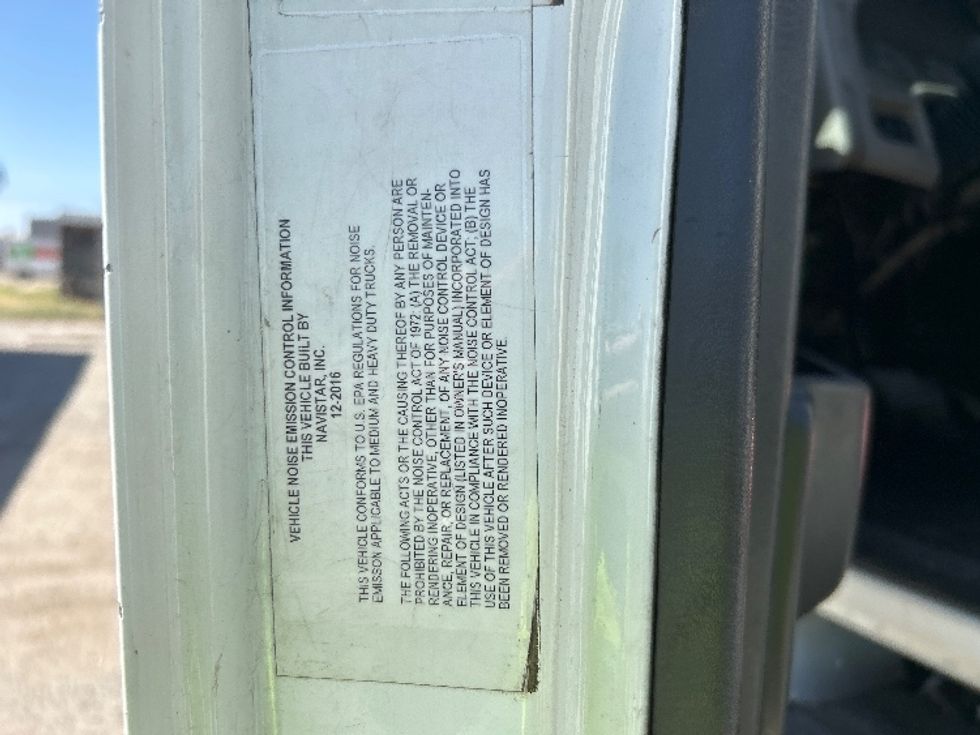 VEHICLE NOISE EMISSION CONTROL INFORMATION
THIS VEHICLE BUILT BY
NAVISTAR, INC.
12-2016
THIS VEHICLE CONFORMS TO U.S. EPA REGULATIONS FOR NOISE
EMISSON APPLICABLE TO MEDIUM AND HEAVY DUTY TRUCKS.
THE FOLLOWING ACTS OR THE CAUSING THEREOF BY ANY PERSON ARE
PROHIBITED BY THE NOISE CONTROL ACT OF 1972: (A) THE REMOVAL OR
RENDERING INOPERATIVE, OTHER THAN FOR PURPOSES OF MAINTEN-
ANCE, REPAIR, OR REPLACEMENT, OF ANY NOISE CONTROL DEVICE OR
ELEMENT OF DESIGN (LISTED IN OWNER'S MANUAL) INCORPORATED INTO
THIS VEHICLE IN COMPLIANCE WITH THE NOISE CONTROL ACT; (B) THE
USE OF THIS VEHICLE AFTER SUCH DEVICE OR ELEMENT OF DESIGN HAS
BEEN REMOVED OR RENDERED INOPERATIVE.